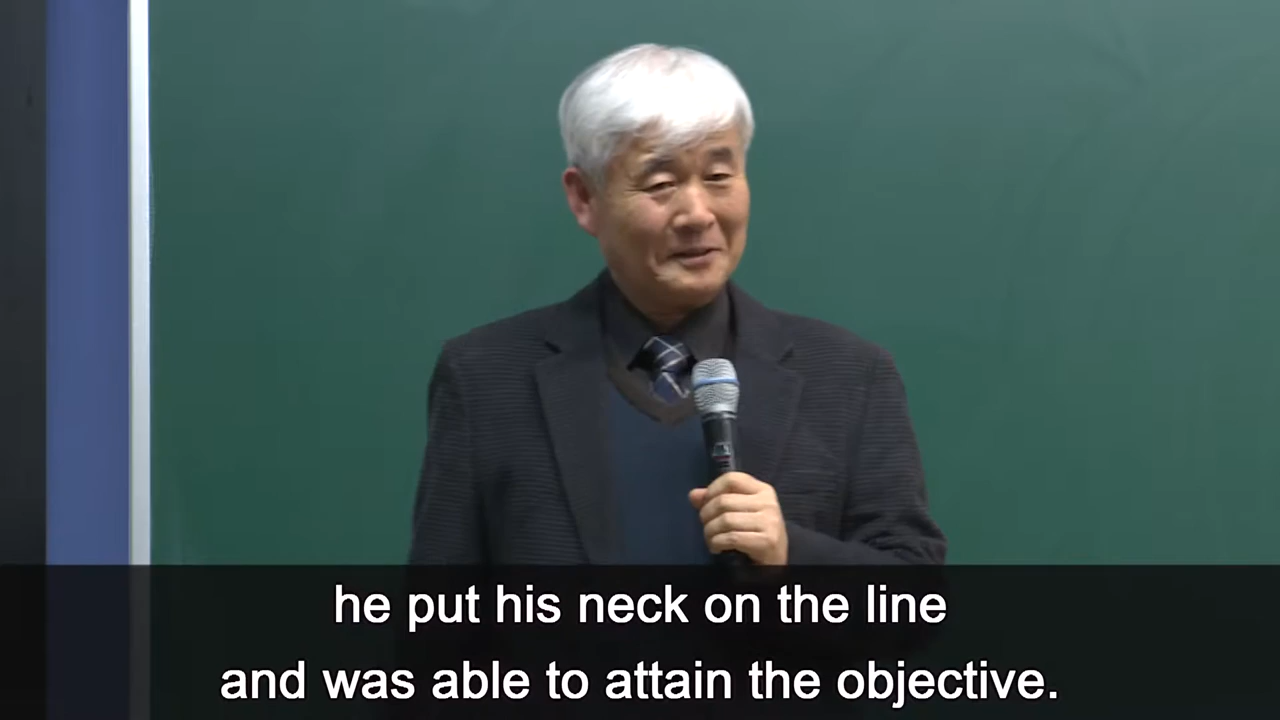 he put his neck on the line
and was able to attain the objective.